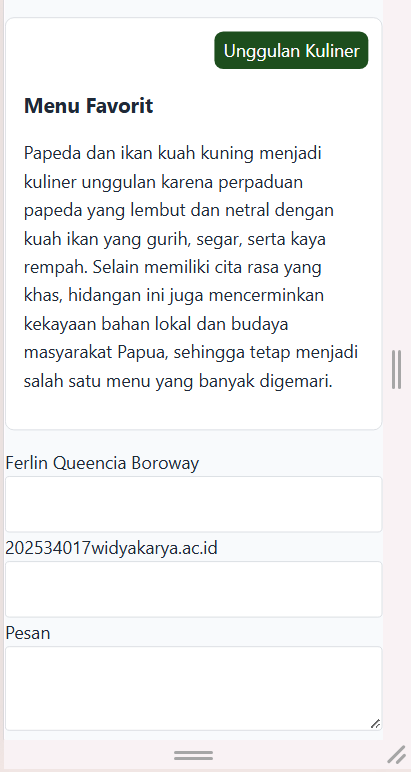 Unggulan Kuliner
Menu Favorit
Papeda dan ikan kuah kuning menjadi
kuliner unggulan karena perpaduan
papeda yang lembut dan netral dengan
kuah ikan yang gurih, segar, serta kaya
rempah. Selain memiliki cita rasa yang
khas, hidangan ini juga mencerminkan
kekayaan bahan lokal dan budaya
masyarakat Papua, sehingga tetap menjadi
salah satu menu yang banyak digemari.
Ferlin Queencia Boroway
202534017widyakarya.ac.id
Pesan